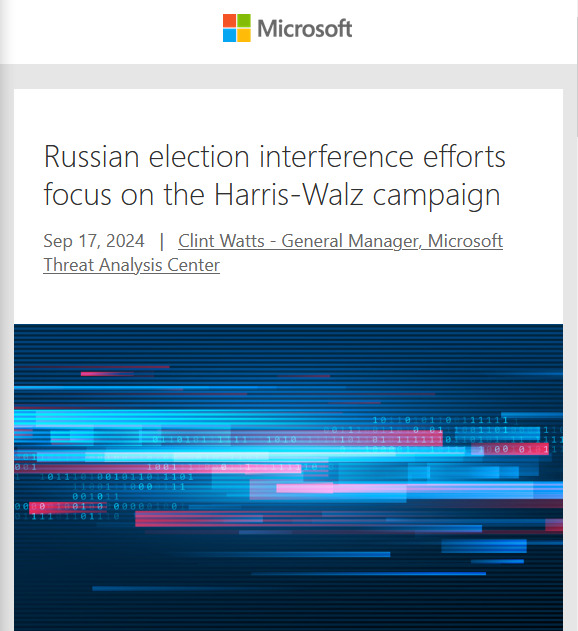 Microsoft
Russian election interference efforts
focus on the Harris-Walz campaign
Sep 17, 2024 | Clint Watts - General Manager, Microsoft
Threat Analysis Center